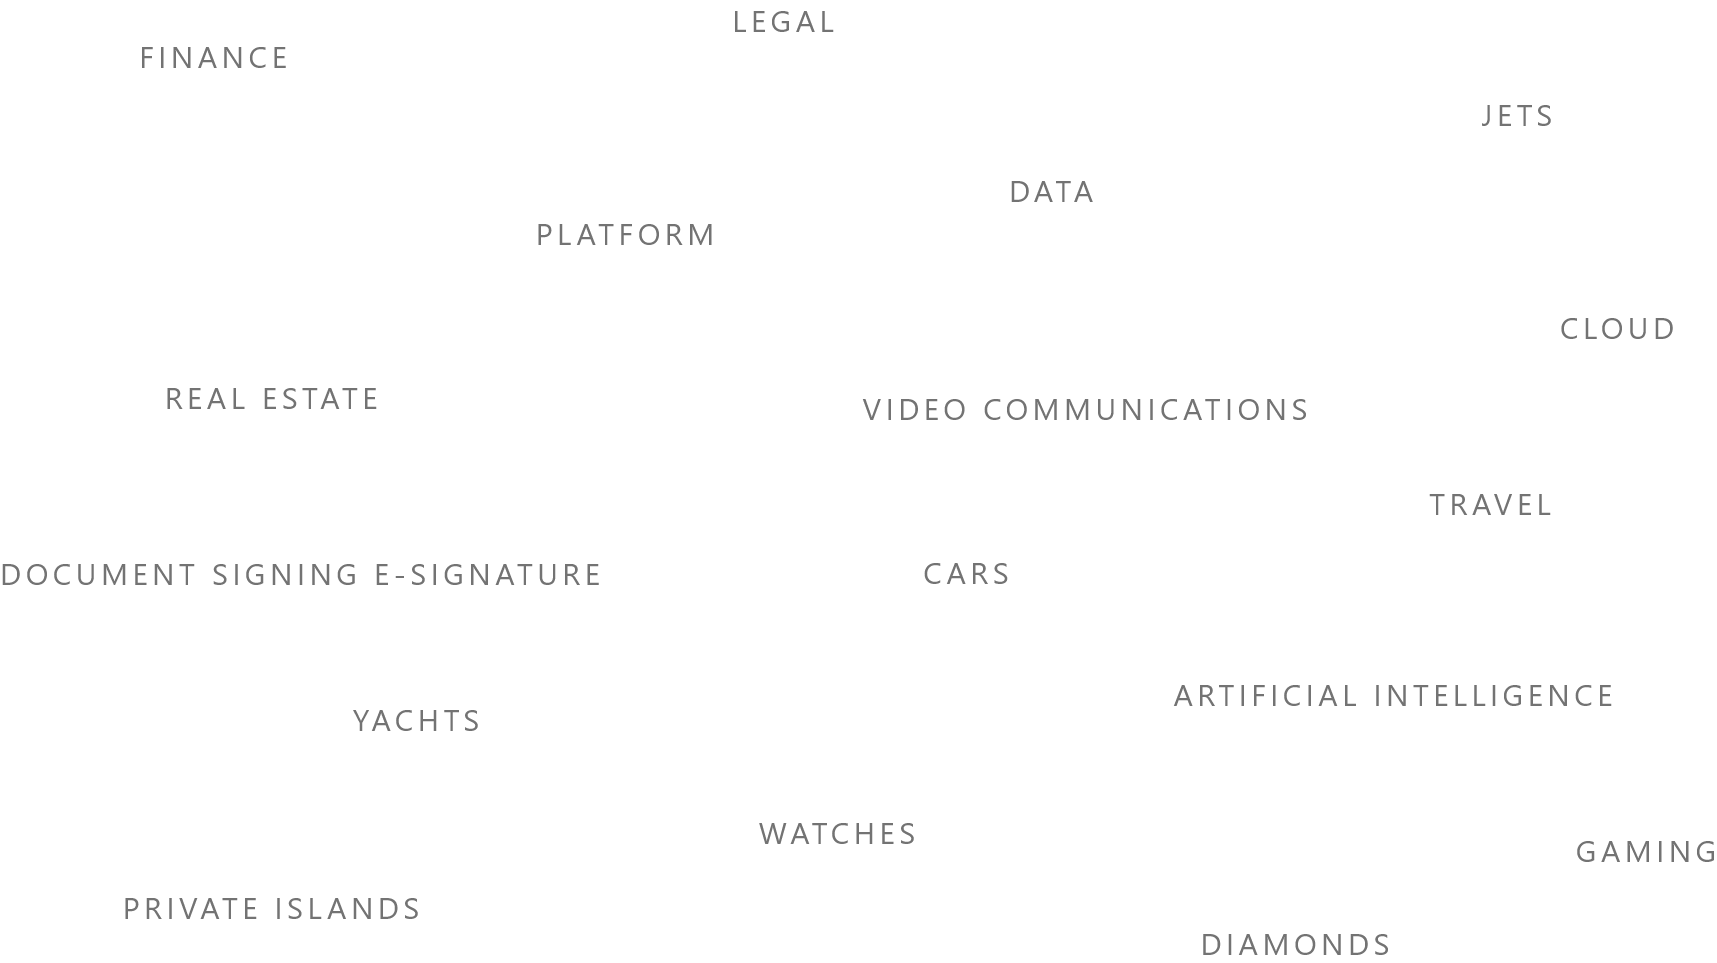 LEGAL
FINANCE
JETS
DATA
PLATFORM
CLOUD
REAL ESTATE
VIDEO COMMUNICATIONS
TRAVEL
DOCUMENT SIGNING E-SIGNATURE
CARS
ARTIFICIAL INTELLIGENCE
YACHTS
WATCHES
GAMING
PRIVATE ISLANDS
DIAMONDS